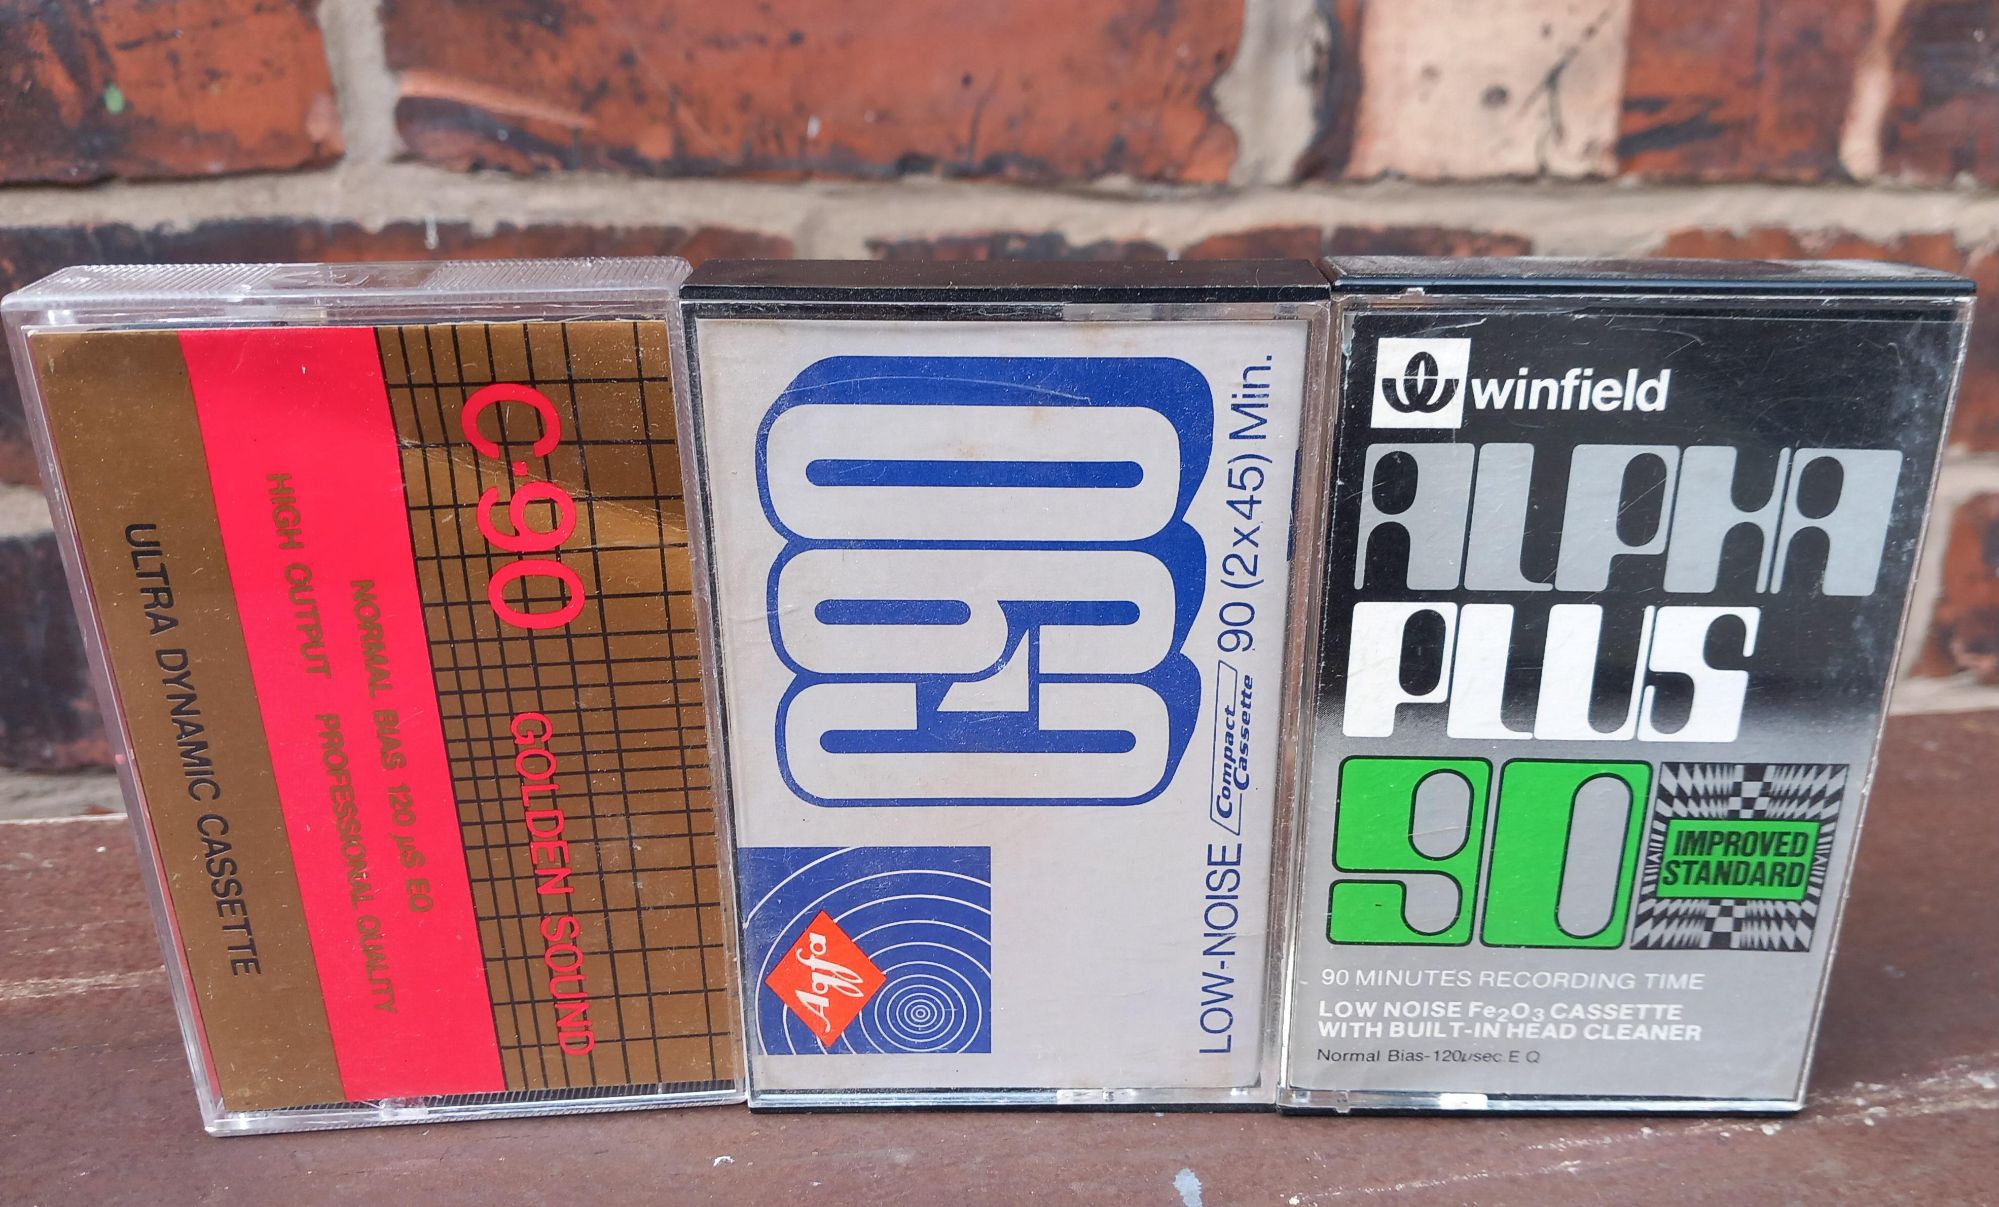 C·90 GOLDEN SOUND
NORMAL BIAS 120 µS EQ
HIGH OUTPUT PROFESSIONAL QUALITY
ULTRA DYNAMIC CASSETTE
C90
Agfa
LOW-NOISE Compact Cassette 90 (2x45) Min.
winfield
ALPHA
PLUS
90
IMPROVED
STANDARD
90 MINUTES RECORDING TIME
LOW NOISE Fe₂O₃ CASSETTE
WITH BUILT-IN HEAD CLEANER
Normal Bias-120µsec. E Q